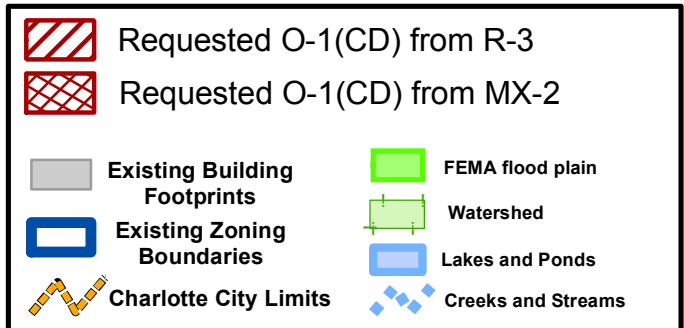 Requested O-1(CD) from R-3
Requested O-1(CD) from MX-2
Existing Building
Footprints
Existing Zoning
Boundaries
Charlotte City Limits
FEMA flood plain
Watershed
Lakes and Ponds
Creeks and Streams